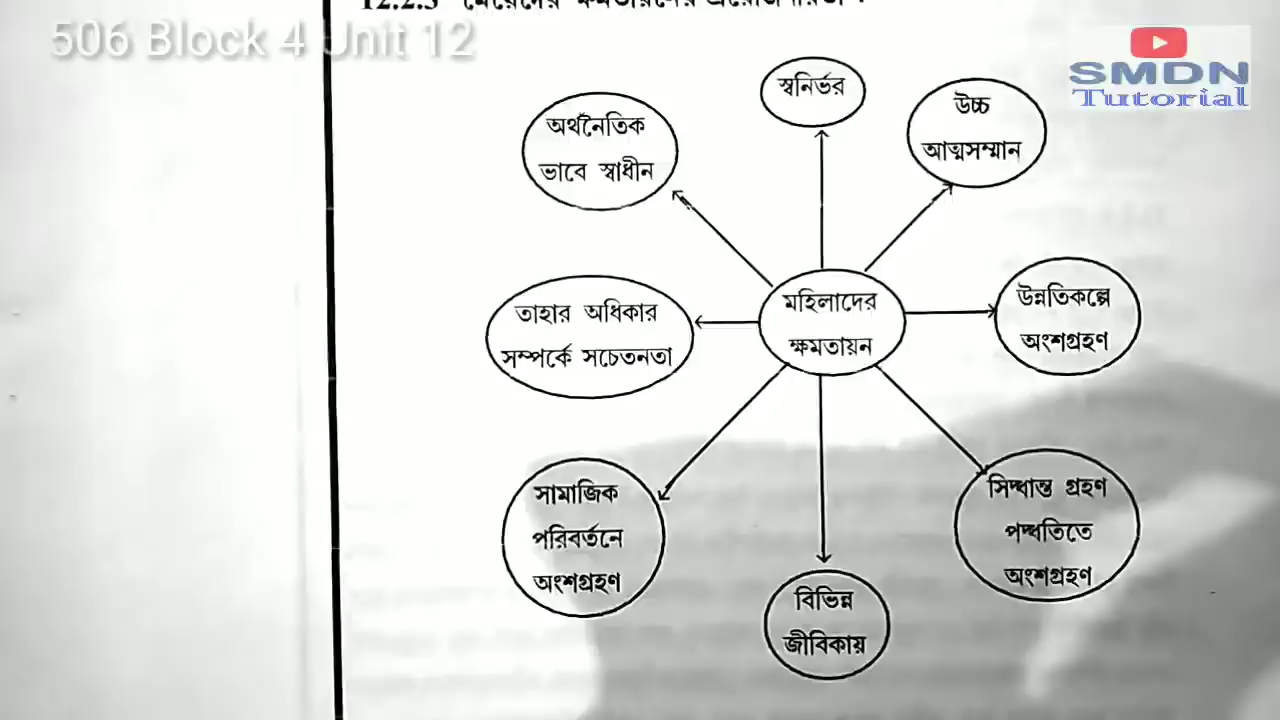 506 Block 4 Unit 12
SMDN
Tutorial
স্বনির্ভর
উচ্চ
আত্মসম্মান
অর্থনৈতিক
ভাবে স্বাধীন
মহিলাদের
ক্ষমতায়ন
উন্নতিকল্পে
অংশগ্রহণ
তাহার অধিকার
সম্পর্কে সচেতনতা
সিদ্ধান্ত গ্রহণ
পদ্ধতিতে
অংশগ্রহণ
সামাজিক
পরিবর্তনে
অংশগ্রহণ
বিভিন্ন
জীবিকায়